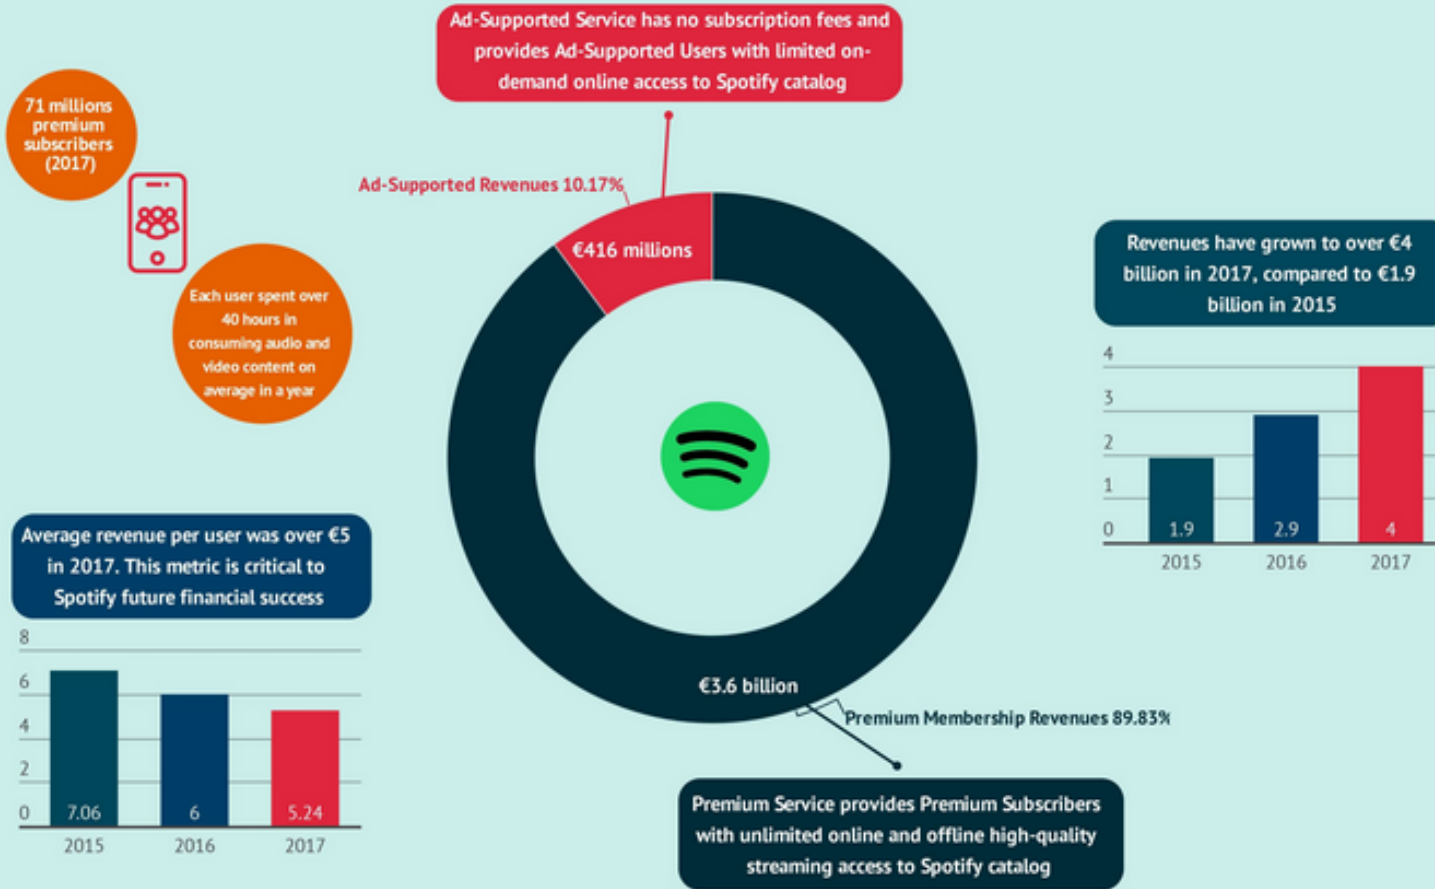 Ad-Supported Service has no subscription fees and
provides Ad-Supported Users with limited on-
demand online access to Spotify catalog
71 millions
premium
subscribers
(2017)
Ad-Supported Revenues 10.17%
€416 millions
Each user spent over
40 hours in
consuming audio and
video content on
average in a year
Revenues have grown to over €4
billion in 2017, compared to €1.9
billion in 2015
4
3
2
1
0
1.9
2.9
4
2015
2016
2017
Average revenue per user was over €5
in 2017. This metric is critical to
Spotify future financial success
8
6
4
2
0
7.06
6
5.24
2015
2016
2017
€3.6 billion
Premium Membership Revenues 89.83%
Premium Service provides Premium Subscribers
with unlimited online and offline high-quality
streaming access to Spotify catalog